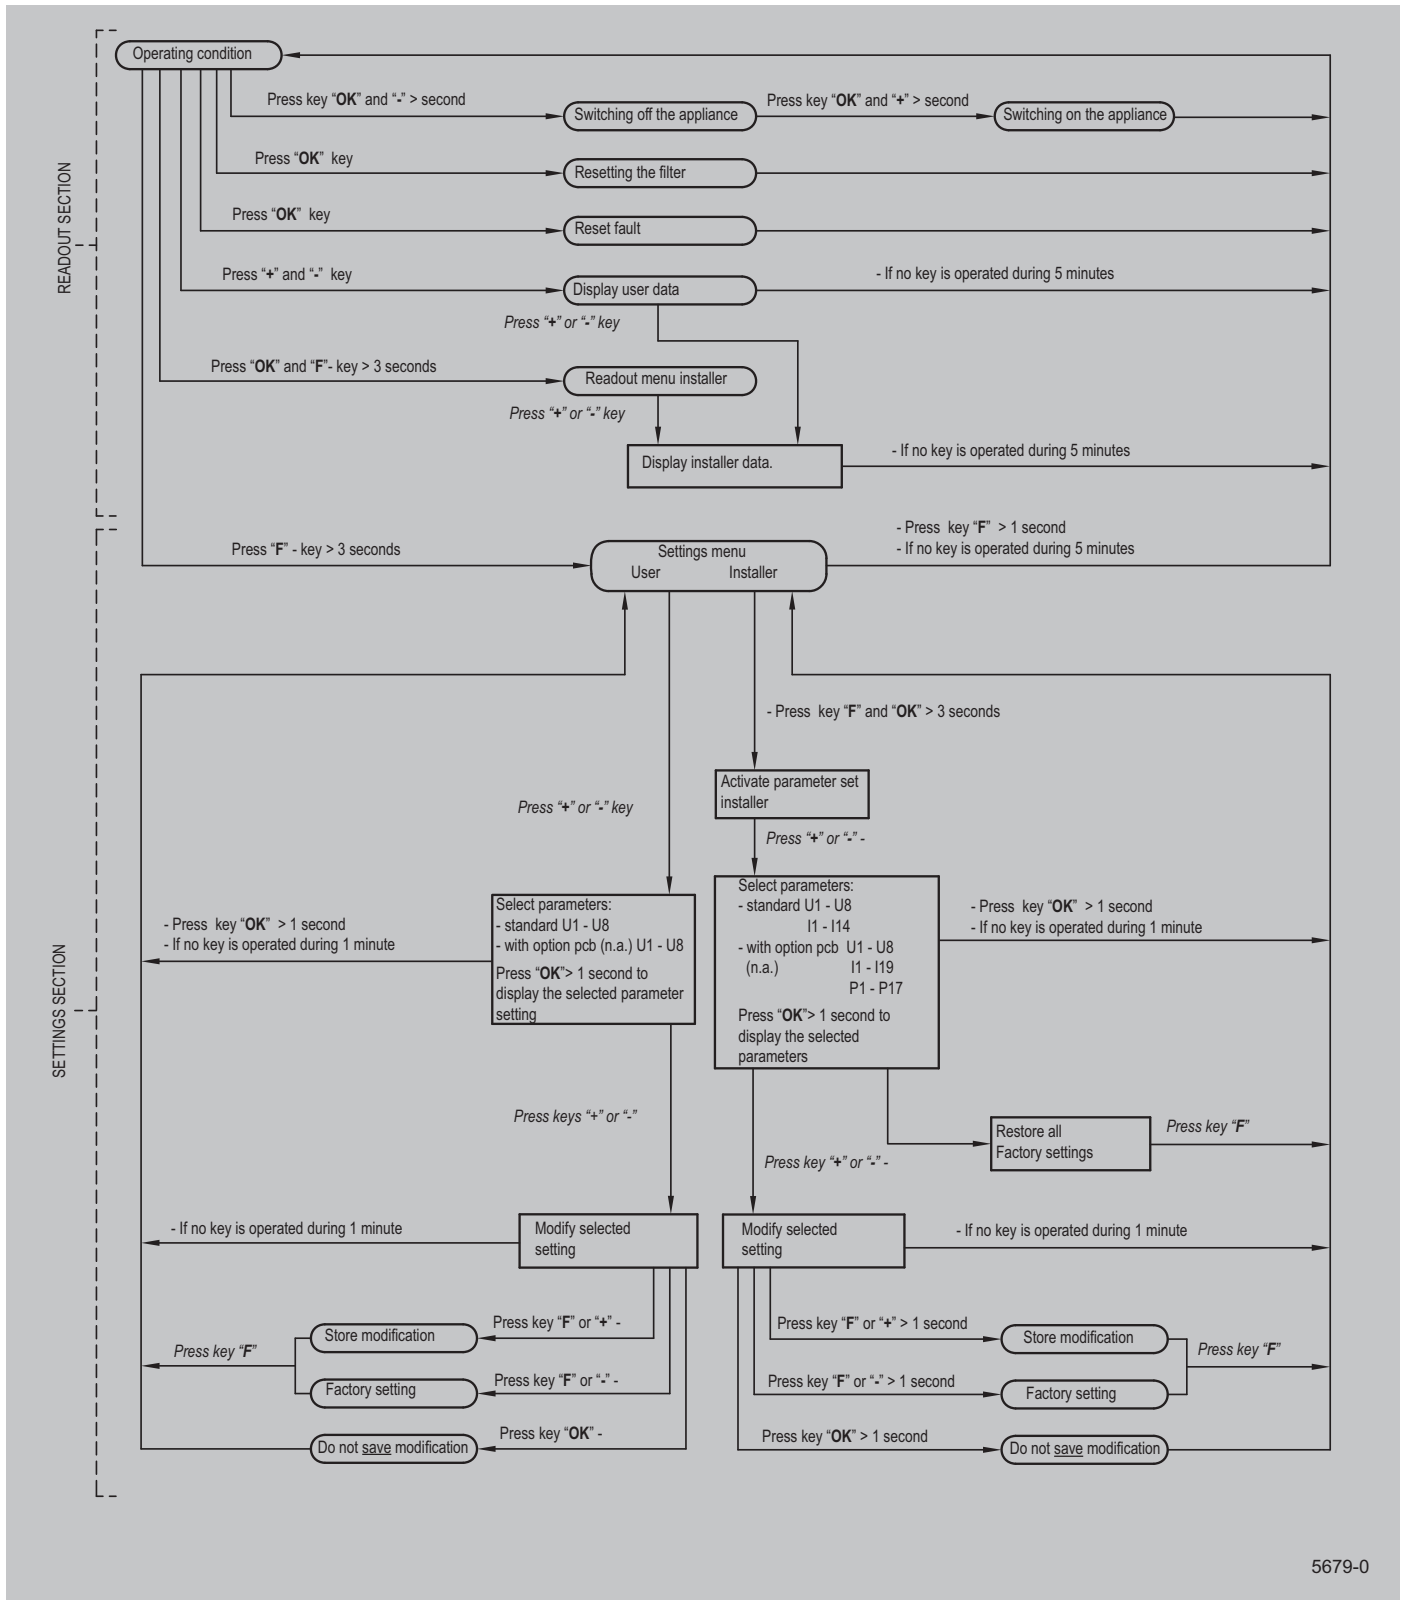 Operating condition
Press key “OK” and “-” > second
Switching off the appliance
Press key “OK” and “+” > second
Switching on the appliance
Press “OK” key
Resetting the filter
Press “OK” key
Reset fault
Press “+” and “-” key
Display user data
- If no key is operated during 5 minutes
Press “+” or “-” key
Press “OK” and “F”- key > 3 seconds
Readout menu installer
Press “+” or “-” key
Display installer data.
- If no key is operated during 5 minutes
READOUT SECTION
Press “F” - key > 3 seconds
Settings menu
User Installer
- Press key “F” > 1 second
- If no key is operated during 5 minutes
- Press key “F” and “OK” > 3 seconds
Activate parameter set
installer
Press “+” or “-” key
Press “+” or “-” -
Select parameters:
- standard U1 - U8
- with option pcb (n.a.) U1 - U8
Press “OK”> 1 second to
display the selected parameter
setting
- Press key “OK” > 1 second
- If no key is operated during 1 minute
Select parameters:
- standard U1 - U8
I1 - I14
- with option pcb U1 - U8
(n.a.) I1 - I19
P1 - P17
Press “OK”> 1 second to
display the selected
parameters
- Press key “OK” > 1 second
- If no key is operated during 1 minute
SETTINGS SECTION
Press keys “+” or “-”
Press key “+” or “-” -
Restore all
Factory settings
Press key “F”
- If no key is operated during 1 minute
Modify selected
setting
Modify selected
setting
- If no key is operated during 1 minute
Press key “F” or “+” -
Store modification
Press key “F”
Press key “F” or “-” -
Factory setting
Press key “OK” -
Do not save modification
Press key “F” or “+” > 1 second
Store modification
Press key “F”
Press key “F” or “-” > 1 second
Factory setting
Press key “OK” > 1 second
Do not save modification
5679-0